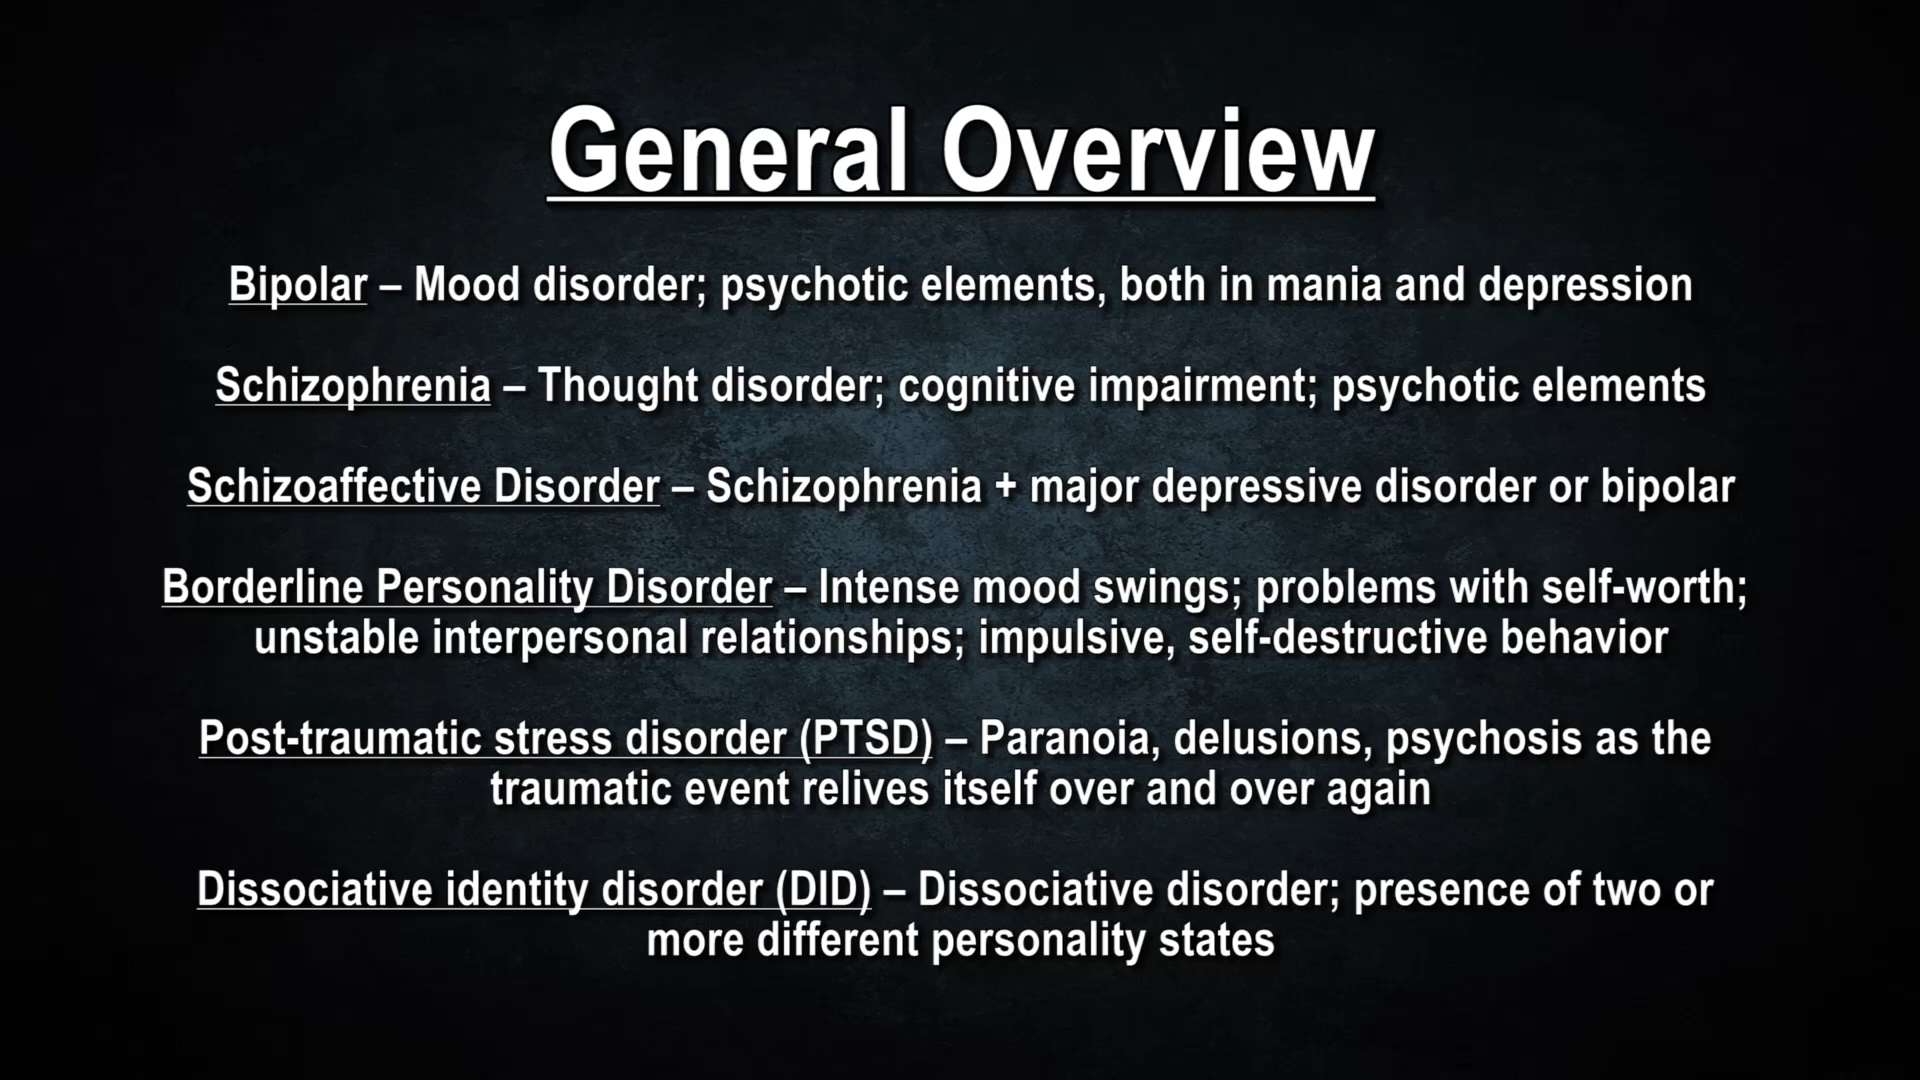 General Overview
Bipolar – Mood disorder; psychotic elements, both in mania and depression
Schizophrenia – Thought disorder; cognitive impairment; psychotic elements
Schizoaffective Disorder – Schizophrenia + major depressive disorder or bipolar
Borderline Personality Disorder – Intense mood swings; problems with self-worth;
unstable interpersonal relationships; impulsive, self-destructive behavior
Post-traumatic stress disorder (PTSD) – Paranoia, delusions, psychosis as the
traumatic event relives itself over and over again
Dissociative identity disorder (DID) – Dissociative disorder; presence of two or
more different personality states